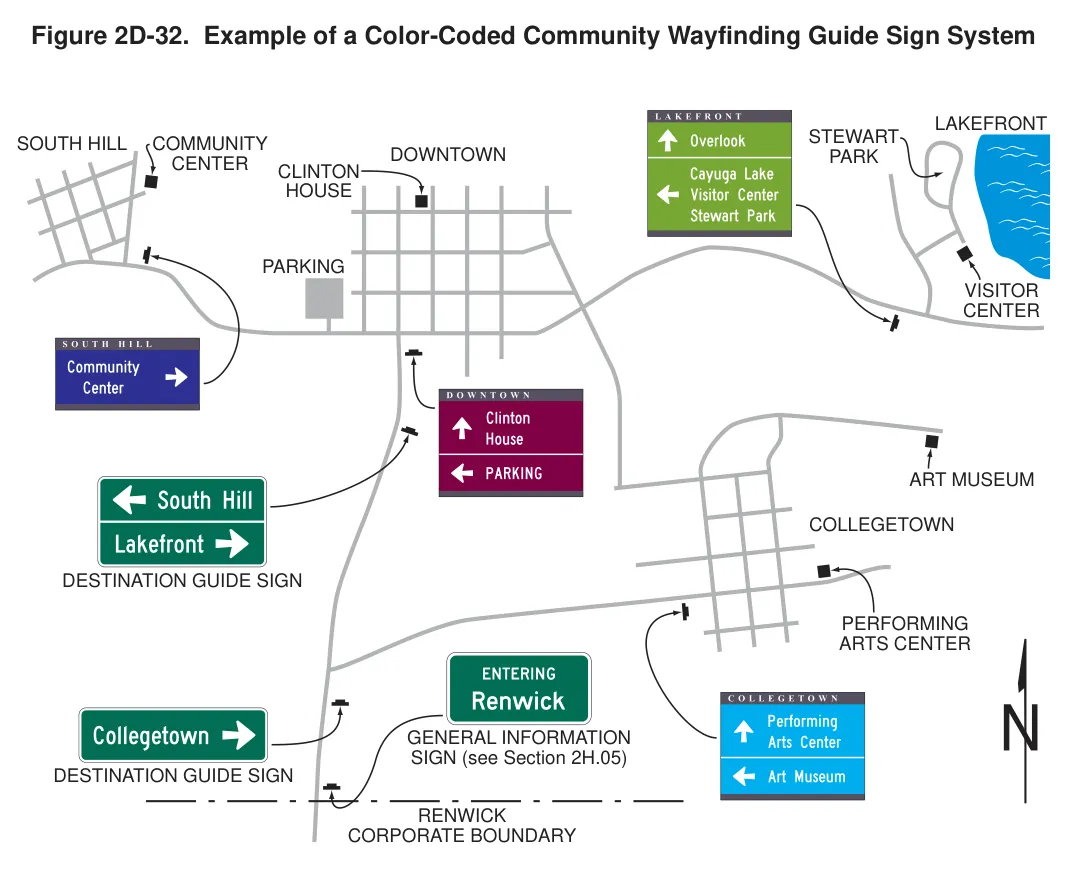 Figure 2D-32. Example of a Color-Coded Community Wayfinding Guide Sign System
SOUTH HILL
COMMUNITY
CENTER
CLINTON
HOUSE
DOWNTOWN
PARKING
LAKEFRONT
Overlook
Cayuga Lake
Visitor Center
Stewart Park
STEWART
PARK
LAKEFRONT
VISITOR
CENTER
SOUTH HILL
Community
Center
DOWNTOWN
Clinton
House
PARKING
South Hill
Lakefront
DESTINATION GUIDE SIGN
ART MUSEUM
COLLEGETOWN
PERFORMING
ARTS CENTER
ENTERING
Renwick
GENERAL INFORMATION
SIGN (see Section 2H.05)
Collegetown
DESTINATION GUIDE SIGN
COLLEGETOWN
Performing
Arts Center
Art Museum
N
RENWICK
CORPORATE BOUNDARY